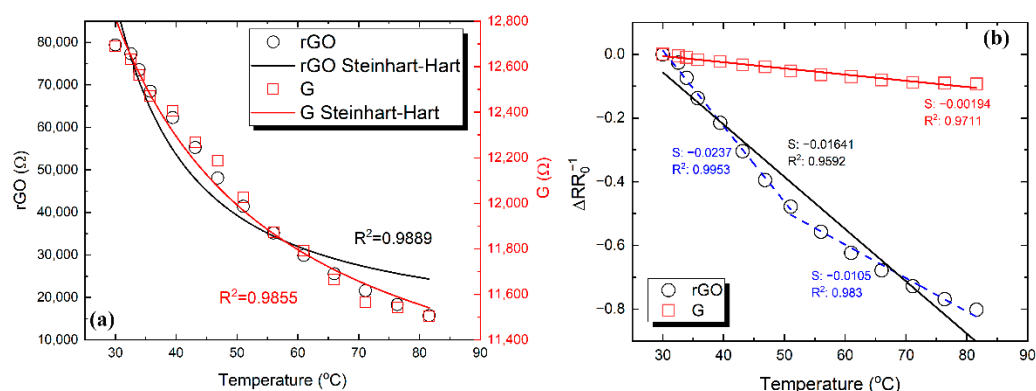 80,000
70,000
60,000
50,000
40,000
30,000
20,000
10,000
rGO (Ω)
30 40 50 60 70 80 90
Temperature (°C)
12,800
12,600
12,400
12,200
12,000
11,800
11,600
11,400
G (Ω)
rGO
rGO Steinhart-Hart
G
G Steinhart-Hart
R²=0.9889
R²=0.9855
(a)
(b)
0.0
−0.2
−0.4
−0.6
−0.8
ΔRR₀⁻¹
S: −0.00194
R²: 0.9711
S: −0.01641
R²: 0.9592
S: −0.0237
R²: 0.9953
S: −0.0105
R²: 0.983
rGO
G
20 30 40 50 60 70 80 90
Temperature (°C)